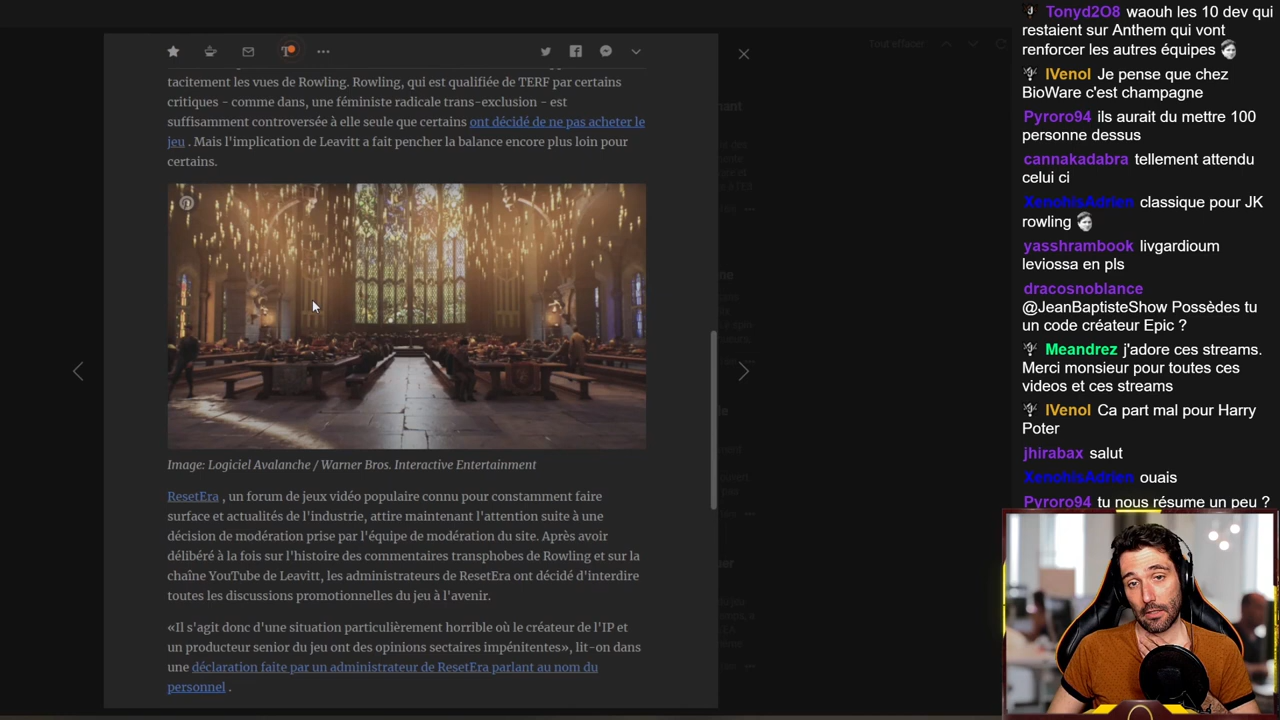 Tout effacer
tacitement les vues de Rowling. Rowling, qui est qualifiée de TERF par certains
critiques - comme dans, une féministe radicale trans-exclusion - est
suffisamment controversée à elle seule que certains ont décidé de ne pas acheter le
jeu . Mais l'implication de Leavitt a fait pencher la balance encore plus loin pour
certains.
Image: Logiciel Avalanche / Warner Bros. Interactive Entertainment
ResetEra , un forum de jeux vidéo populaire connu pour constamment faire
surface et actualités de l'industrie, attire maintenant l'attention suite à une
décision de modération prise par l'équipe de modération du site. Après avoir
délibéré à la fois sur l'histoire des commentaires transphobes de Rowling et sur la
chaîne YouTube de Leavitt, les administrateurs de ResetEra ont décidé d'interdire
toutes les discussions promotionnelles du jeu à l'avenir.
«Il s'agit donc d'une situation particulièrement horrible où le créateur de l'IP et
un producteur senior du jeu ont des opinions sectaires impénitentes», lit-on dans
une déclaration faite par un administrateur de ResetEra parlant au nom du
personnel .
Tonyd2O8 waouh les 10 dev qui
restaient sur Anthem qui vont
renforcer les autres équipes
IVenol Je pense que chez
BioWare c'est champagne
Pyroro94 ils aurait du mettre 100
personne dessus
cannakadabra tellement attendu
celui ci
XenohisAdrien classique pour JK
rowling
yasshrambook livgardioum
leviossa en pls
dracosnoblance
@JeanBaptisteShow Possèdes tu
un code créateur Epic ?
Meandrez j'adore ces streams.
Merci monsieur pour toutes ces
videos et ces streams
IVenol Ca part mal pour Harry
Poter
jhirabax salut
XenohisAdrien ouais
Pyroro94 tu nous résume un peu ?